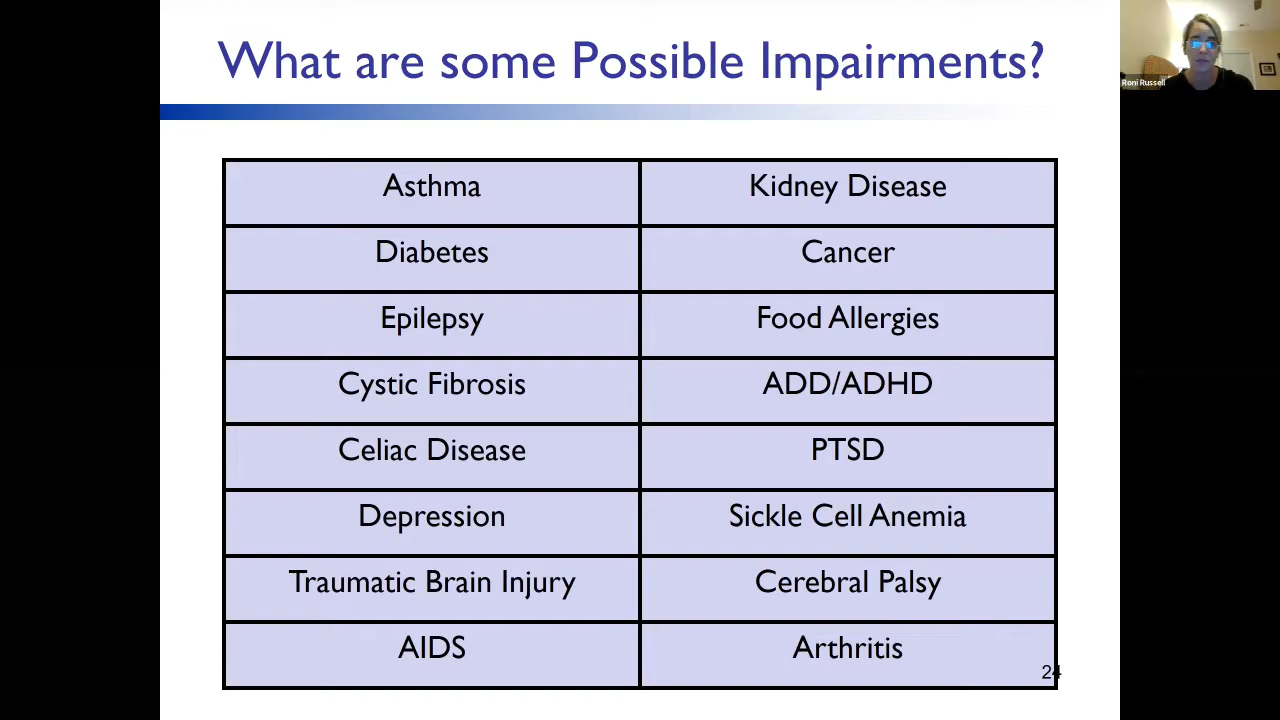 What are some Possible Impairments?
Roni Russell
Asthma Kidney Disease
Diabetes Cancer
Epilepsy Food Allergies
Cystic Fibrosis ADD/ADHD
Celiac Disease PTSD
Depression Sickle Cell Anemia
Traumatic Brain Injury Cerebral Palsy
AIDS Arthritis
24